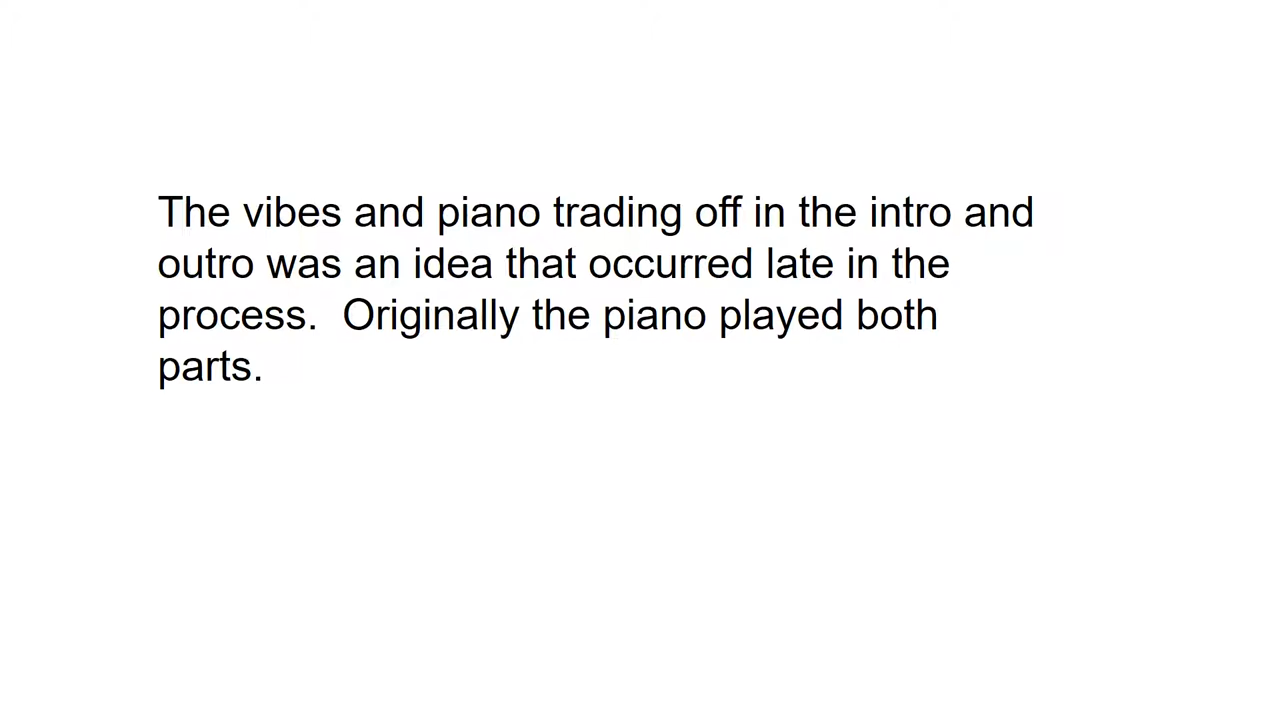 The vibes and piano trading off in the intro and
outro was an idea that occurred late in the
process.  Originally the piano played both
parts.